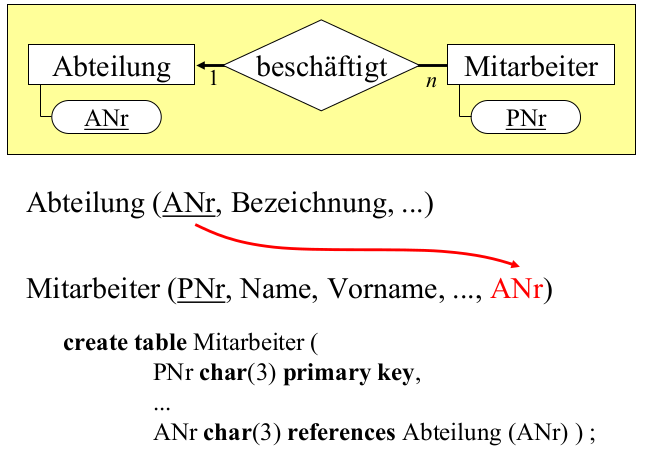 Abteilung beschäftigt Mitarbeiter
1 n
ANr PNr
Abteilung (ANr, Bezeichnung, ...)
Mitarbeiter (PNr, Name, Vorname, ..., ANr)
create table Mitarbeiter (
PNr char(3) primary key,
...
ANr char(3) references Abteilung (ANr) ) ;